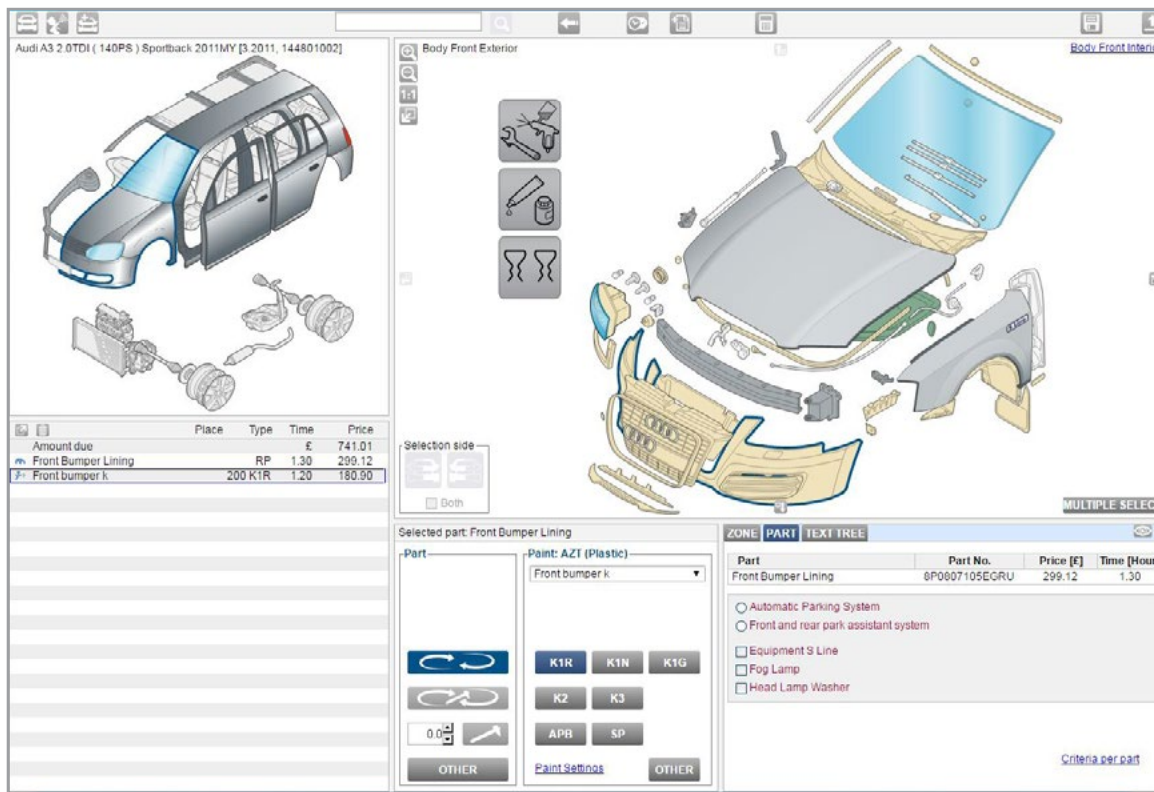 Audi A3 2.0TDI ( 140PS ) Sportback 2011MY [3.2011, 144801002]
Body Front Exterior
Body Front Interio
1:1
Selection side
Both
MULTIPLE SELEC
Place Type Time Price
Amount due £ 741.01
Front Bumper Lining RP 1.30 299.12
Front bumper k 200 K1R 1.20 180.90
Selected part: Front Bumper Lining
Part
Paint: AZT (Plastic)
Front bumper k
K1R K1N K1G
K2 K3
0.0
APB SP
OTHER
Paint Settings
OTHER
ZONE PART TEXT TREE
Part Part No. Price [£] Time [Hour
Front Bumper Lining 8P0807105EGRU 299.12 1.30
Automatic Parking System
Front and rear park assistant system
Equipment S Line
Fog Lamp
Head Lamp Washer
Criteria per part